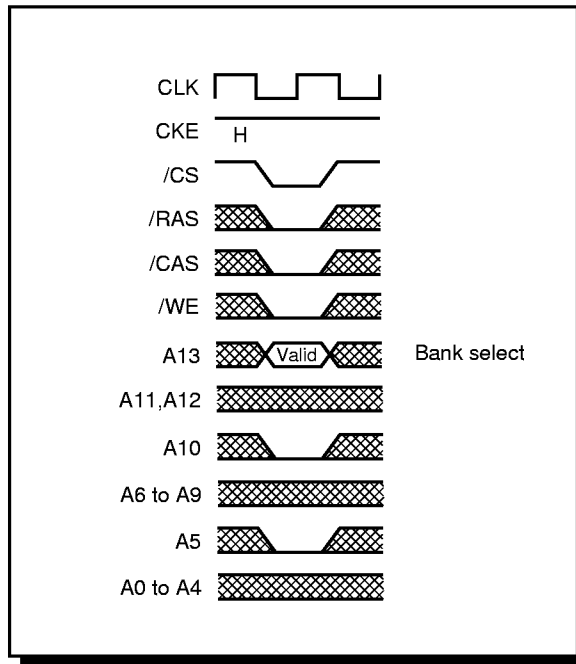 CLK
CKE H
/CS
/RAS
/CAS
/WE
A13 Valid Bank select
A11,A12
A10
A6 to A9
A5
A0 to A4